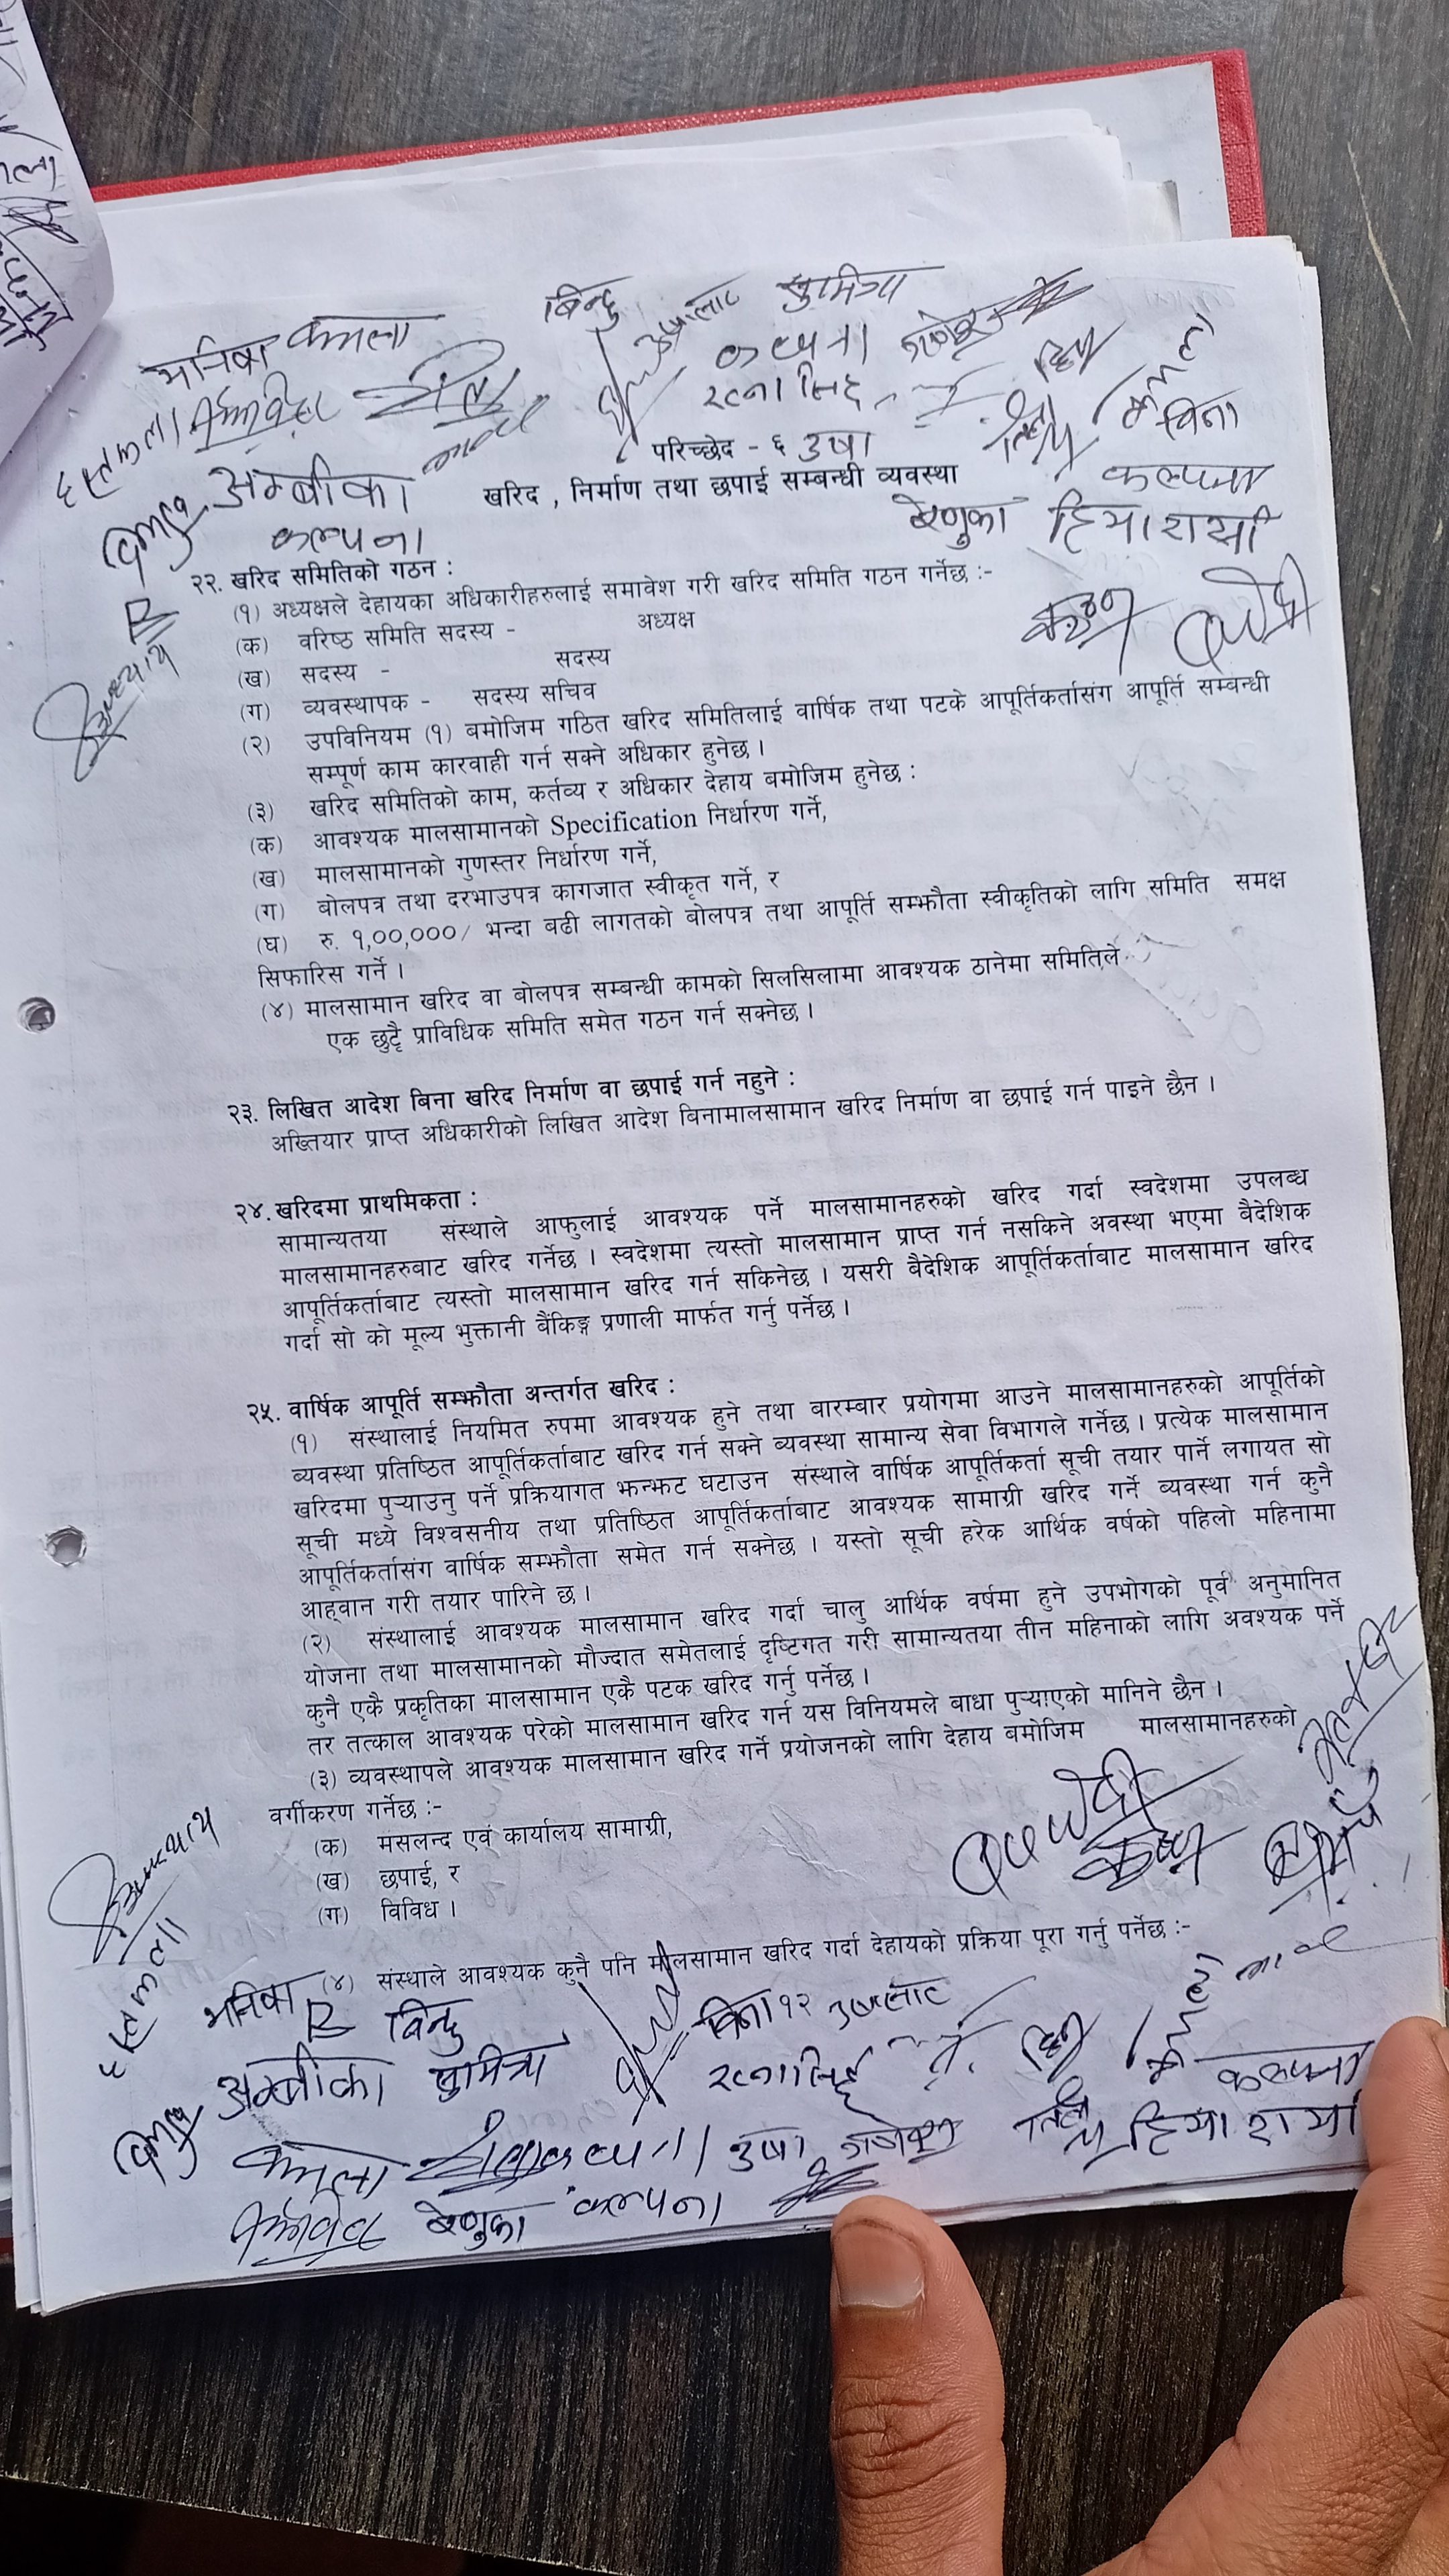 बिन्दु
सुमित्रा
कमला
कल्पना
रत्नासिंह
बिना
परिच्छेद - ६ उषा
अम्बीका
खरिद , निर्माण तथा छपाई सम्बन्धी व्यवस्था
कल्पना
रेणुका
कल्पना
२२. खरिद समितिको गठन :
(१) अध्यक्षले देहायका अधिकारीहरुलाई समावेश गरी खरिद समिति गठन गर्नेछ :-
(क) वरिष्ठ समिति सदस्य - अध्यक्ष
(ख) सदस्य - सदस्य
(ग) व्यवस्थापक - सदस्य सचिव
(२) उपविनियम (१) बमोजिम गठित खरिद समितिलाई वार्षिक तथा पटके आपूर्तिकर्तासंग आपूर्ति सम्बन्धी
सम्पूर्ण काम कारवाही गर्न सक्ने अधिकार हुनेछ ।
(३) खरिद समितिको काम, कर्तव्य र अधिकार देहाय बमोजिम हुनेछ :
(क) आवश्यक मालसामानको Specification निर्धारण गर्ने,
(ख) मालसामानको गुणस्तर निर्धारण गर्ने,
(ग) बोलपत्र तथा दरभाउपत्र कागजात स्वीकृत गर्ने, र
(घ) रु. १,००,०००/ भन्दा बढी लागतको बोलपत्र तथा आपूर्ति सम्झौता स्वीकृतिको लागि समिति समक्ष
सिफारिस गर्ने ।
(४) मालसामान खरिद वा बोलपत्र सम्बन्धी कामको सिलसिलामा आवश्यक ठानेमा समितिले
एक छुट्टै प्राविधिक समिति समेत गठन गर्न सक्नेछ ।
२३. लिखित आदेश बिना खरिद निर्माण वा छपाई गर्न नहुने :
अख्तियार प्राप्त अधिकारीको लिखित आदेश बिनामालसामान खरिद निर्माण वा छपाई गर्न पाइने छैन ।
२४. खरिदमा प्राथमिकता :
सामान्यतया संस्थाले आफुलाई आवश्यक पर्ने मालसामानहरुको खरिद गर्दा स्वदेशमा उपलब्ध
मालसामानहरुबाट खरिद गर्नेछ । स्वदेशमा त्यस्तो मालसामान प्राप्त गर्न नसकिने अवस्था भएमा बैदेशिक
आपूर्तिकर्ताबाट त्यस्तो मालसामान खरिद गर्न सकिनेछ । यसरी बैदेशिक आपूर्तिकर्ताबाट मालसामान खरिद
गर्दा सो को मूल्य भुक्तानी बैंकिङ्ग प्रणाली मार्फत गर्नु पर्नेछ ।
२५. वार्षिक आपूर्ति सम्झौता अन्तर्गत खरिद :
(१) संस्थालाई नियमित रुपमा आवश्यक हुने तथा बारम्बार प्रयोगमा आउने मालसामानहरुको आपूर्तिको
व्यवस्था प्रतिष्ठित आपूर्तिकर्ताबाट खरिद गर्न सक्ने ब्यवस्था सामान्य सेवा विभागले गर्नेछ । प्रत्येक मालसामान
खरिदमा पुऱ्याउनु पर्ने प्रक्रियागत झन्झट घटाउन संस्थाले वार्षिक आपूर्तिकर्ता सूची तयार पार्ने लगायत सो
सूची मध्ये विश्वसनीय तथा प्रतिष्ठित आपूर्तिकर्ताबाट आवश्यक सामाग्री खरिद गर्ने ब्यवस्था गर्न कुनै
आपूर्तिकर्तासंग वार्षिक सम्झौता समेत गर्न सक्नेछ । यस्तो सूची हरेक आर्थिक वर्षको पहिलो महिनामा
आह्वान गरी तयार पारिने छ ।
(२) संस्थालाई आवश्यक मालसामान खरिद गर्दा चालु आर्थिक वर्षमा हुने उपभोगको पूर्व अनुमानित
योजना तथा मालसामानको मौज्दात समेतलाई दृष्टिगत गरी सामान्यतया तीन महिनाको लागि अवश्यक पर्ने
कुनै एकै प्रकृतिका मालसामान एकै पटक खरिद गर्नु पर्नेछ ।
तर तत्काल आवश्यक परेको मालसामान खरिद गर्न यस विनियमले बाधा पुऱ्याएको मानिने छैन ।
(३) व्यवस्थापले आवश्यक मालसामान खरिद गर्ने प्रयोजनको लागि देहाय बमोजिम मालसामानहरुको
वर्गीकरण गर्नेछ :-
(क) मसलन्द एवं कार्यालय सामाग्री,
(ख) छपाई, र
(ग) विविध ।
(४) संस्थाले आवश्यक कुनै पनि मालसामान खरिद गर्दा देहायको प्रक्रिया पूरा गर्नु पर्नेछ :-
बिन्दु
अम्बीका सुमित्रा रत्नासिंह कल्पना
कमला उषा
रेणुका कल्पना